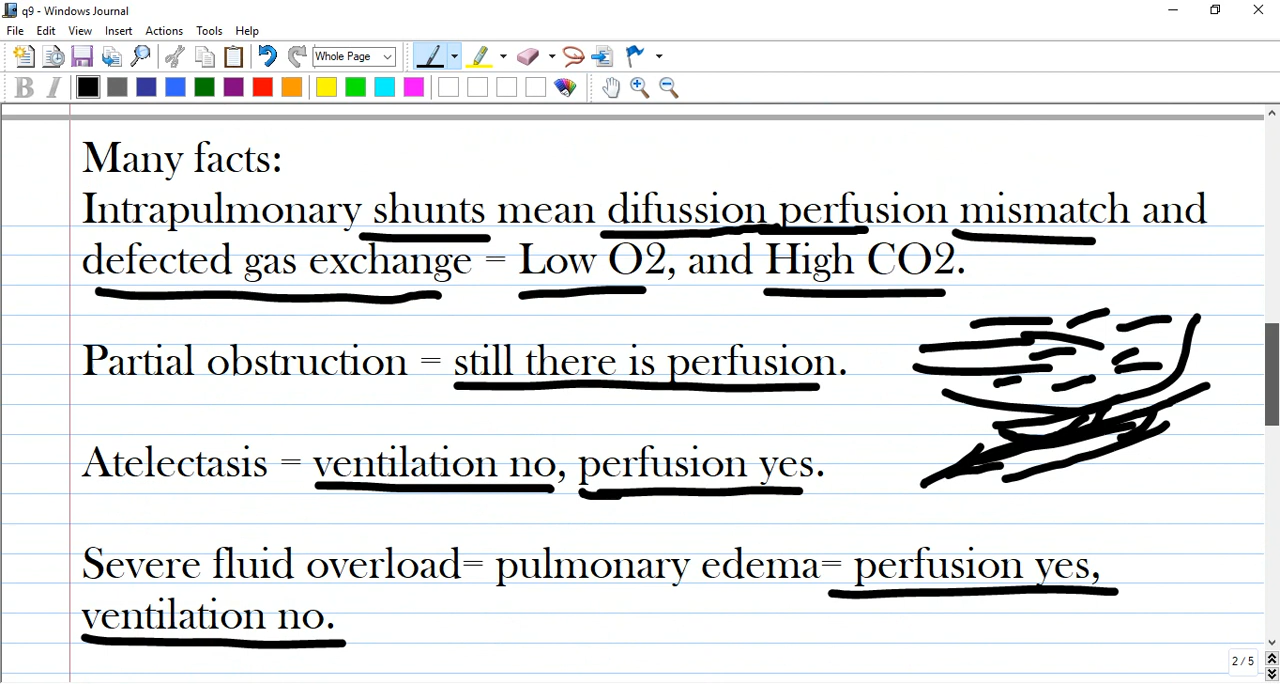 q9 - Windows Journal
File Edit View Insert Actions Tools Help
Whole Page
B I
Many facts:
Intrapulmonary shunts mean difussion perfusion mismatch and
defected gas exchange = Low O2, and High CO2.
Partial obstruction = still there is perfusion.
Atelectasis = ventilation no, perfusion yes.
Severe fluid overload= pulmonary edema= perfusion yes,
ventilation no.
2 / 5